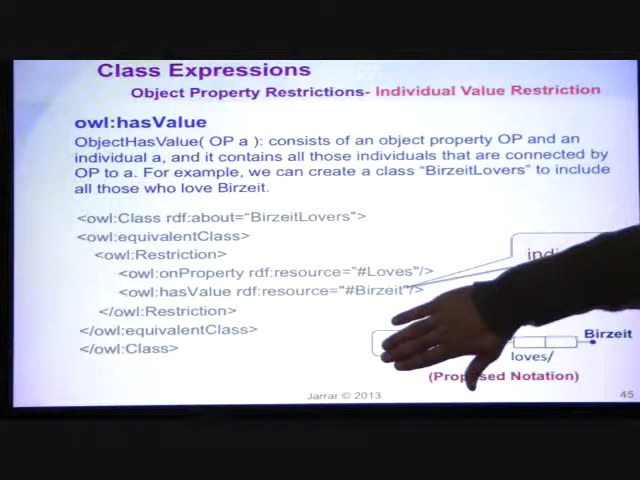 Class Expressions
Object Property Restrictions- Individual Value Restriction
owl:hasValue
ObjectHasValue( OP a ): consists of an object property OP and an
individual a, and it contains all those individuals that are connected by
OP to a. For example, we can create a class “BirzeitLovers” to include
all those who love Birzeit.
<owl:Class rdf:about=“BirzeitLovers">
<owl:equivalentClass>
<owl:Restriction>
<owl:onProperty rdf:resource="#Loves"/>
<owl:hasValue rdf:resource="#Birzeit"/>
</owl:Restriction>
</owl:equivalentClass>
</owl:Class>
Birzeit
loves/
Notation)
Jarrar © 2013
45